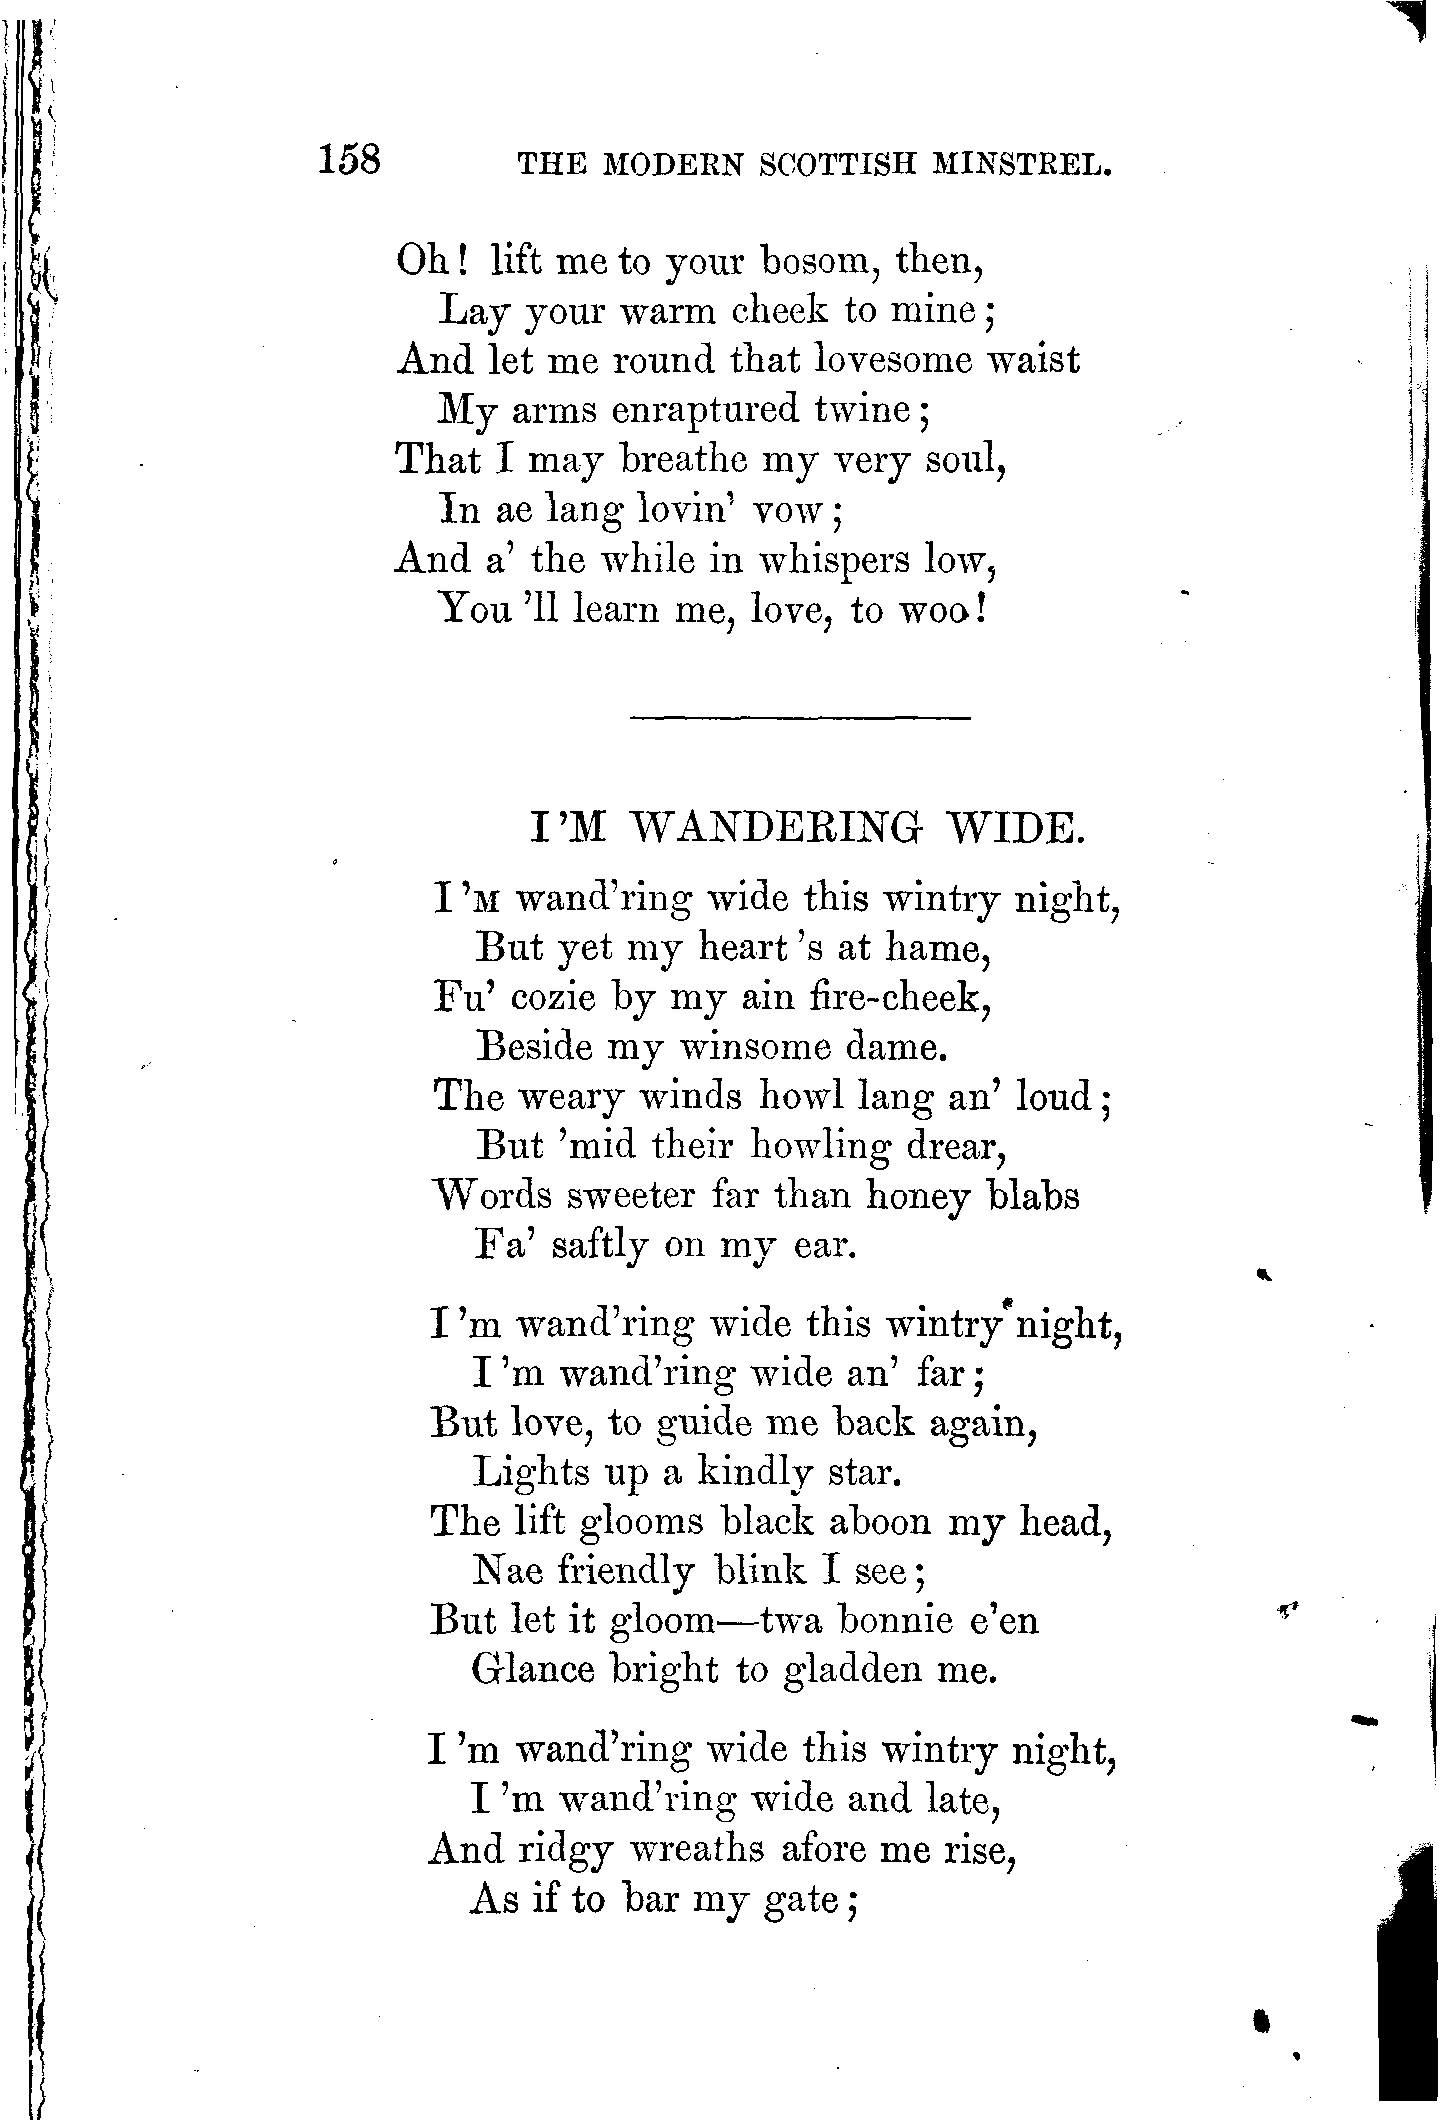 158 THE MODERN SCOTTISH MINSTREL.
Oh! lift me to your bosom, then,
Lay your warm cheek to mine;
And let me round that lovesome waist
My arms enraptured twine;
That I may breathe my very soul,
In ae lang lovin' vow;
And a' the while in whispers low,
You 'll learn me, love, to woo!
I 'M WANDERING WIDE.
I 'M wand'ring wide this wintry night,
But yet my heart 's at hame,
Fu' cozie by my ain fire-cheek,
Beside my winsome dame.
The weary winds howl lang an' loud;
But 'mid their howling drear,
Words sweeter far than honey blabs
Fa' saftly on my ear.
I 'm wand'ring wide this wintry night,
I 'm wand'ring wide an' far;
But love, to guide me back again,
Lights up a kindly star.
The lift glooms black aboon my head,
Nae friendly blink I see;
But let it gloom—twa bonnie e'en
Glance bright to gladden me.
I 'm wand'ring wide this wintry night,
I 'm wand'ring wide and late,
And ridgy wreaths afore me rise,
As if to bar my gate;